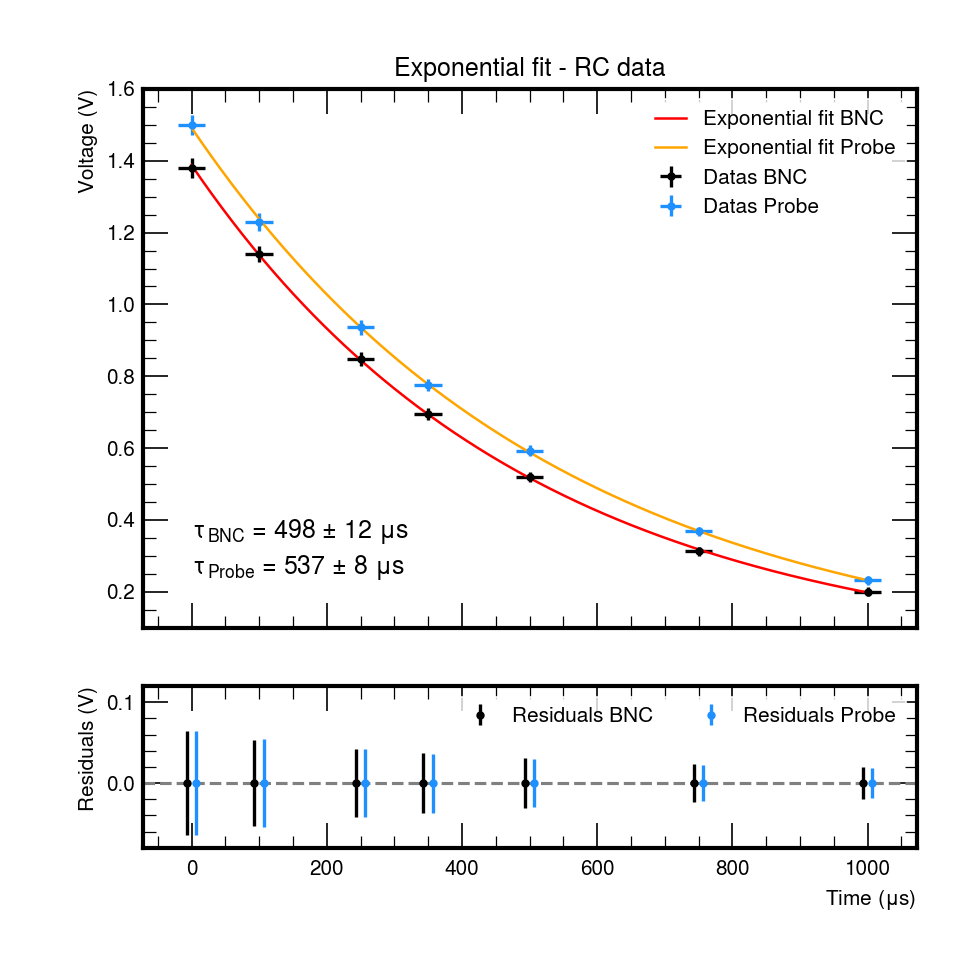 Exponential fit - RC data
Voltage (V)
1.6
1.4
1.2
1.0
0.8
0.6
0.4
0.2
Exponential fit BNC
Exponential fit Probe
Datas BNC
Datas Probe
τ BNC = 498 ± 12 µs
τ Probe = 537 ± 8 µs
Residuals (V)
0.1
0.0
Residuals BNC
Residuals Probe
0 200 400 600 800 1000
Time (µs)